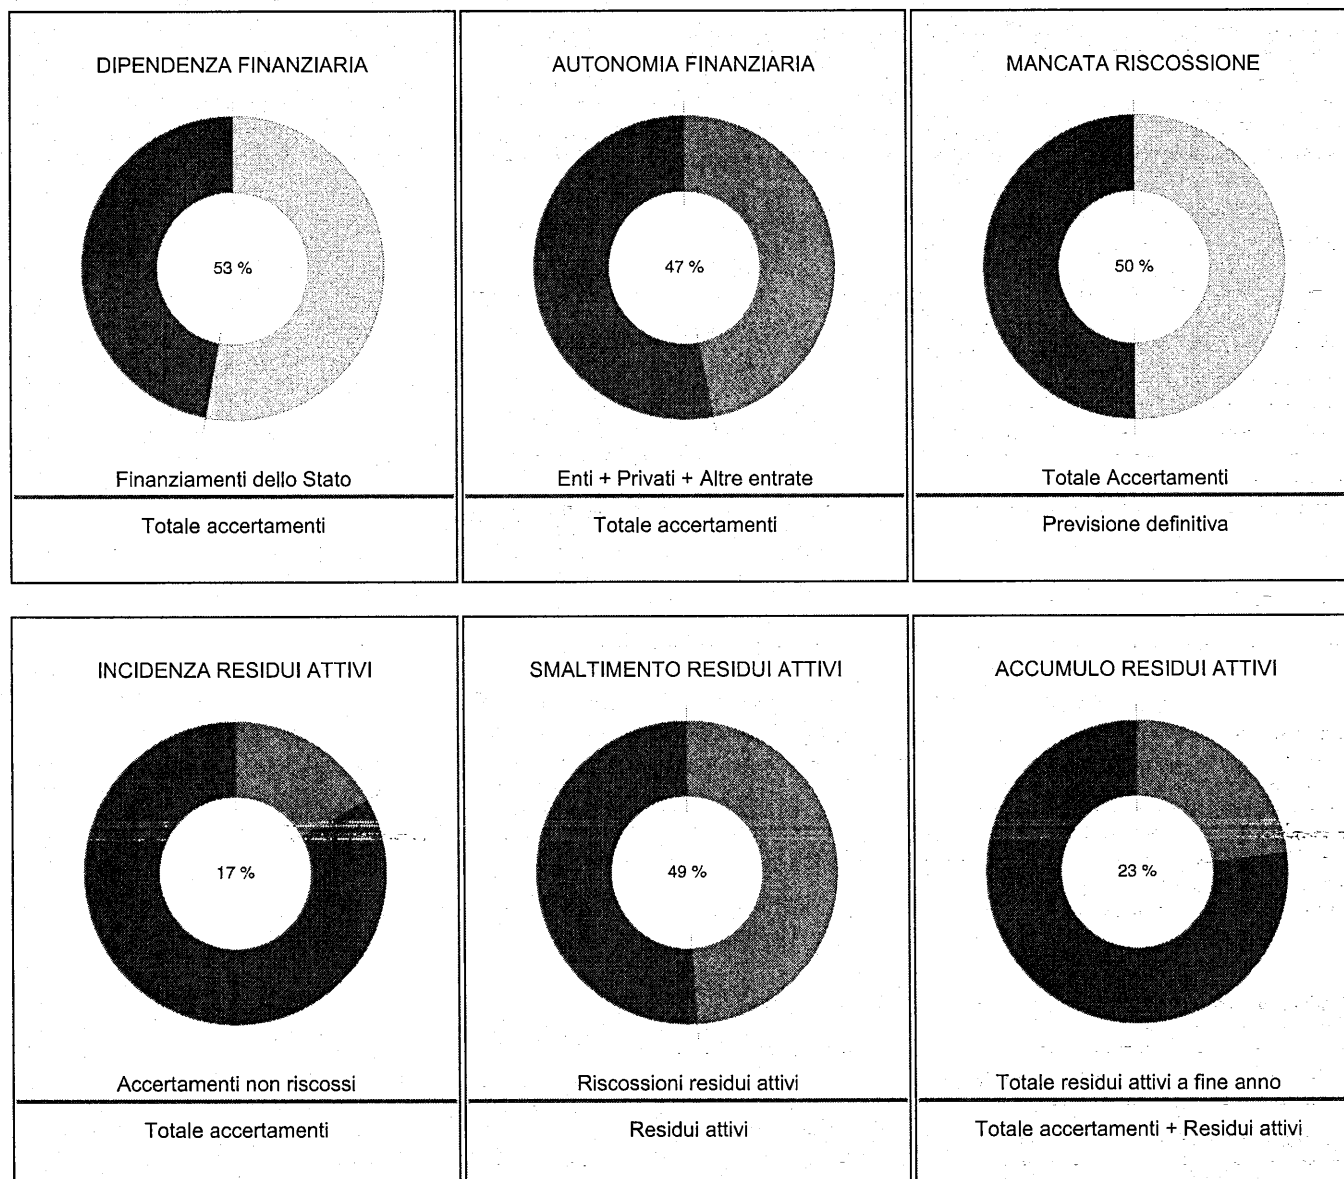 DIPENDENZA FINANZIARIA
53 %
Finanziamenti dello Stato
Totale accertamenti
AUTONOMIA FINANZIARIA
47 %
Enti + Privati + Altre entrate
Totale accertamenti
MANCATA RISCOSSIONE
50 %
Totale Accertamenti
Previsione definitiva
INCIDENZA RESIDUI ATTIVI
17 %
Accertamenti non riscossi
Totale accertamenti
SMALTIMENTO RESIDUI ATTIVI
49 %
Riscossioni residui attivi
Residui attivi
ACCUMULO RESIDUI ATTIVI
23 %
Totale residui attivi a fine anno
Totale accertamenti + Residui attivi